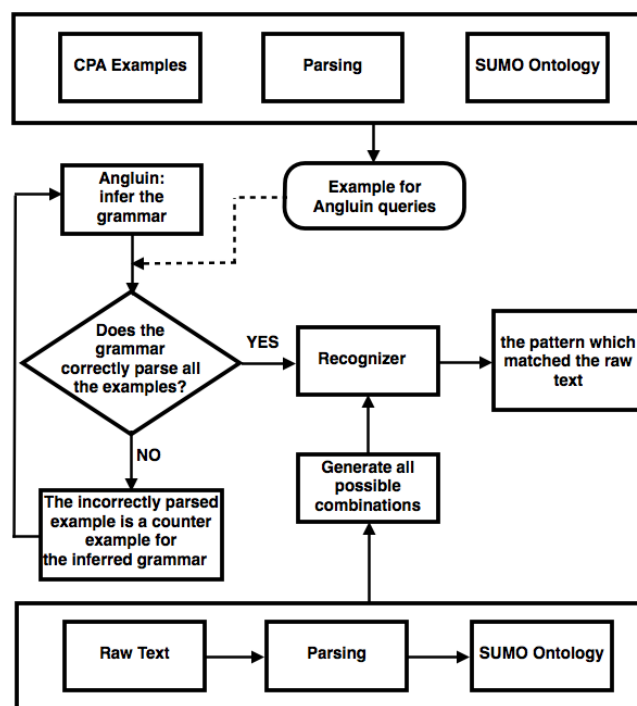 CPA Examples
Parsing
SUMO Ontology
Angluin:
infer the
grammar
Example for
Angluin queries
Does the
grammar
correctly parse all
the examples?
YES
Recognizer
the pattern which
matched the raw
text
NO
Generate all
possible
combinations
The incorrectly parsed
example is a counter
example for
the inferred grammar
Raw Text
Parsing
SUMO Ontology